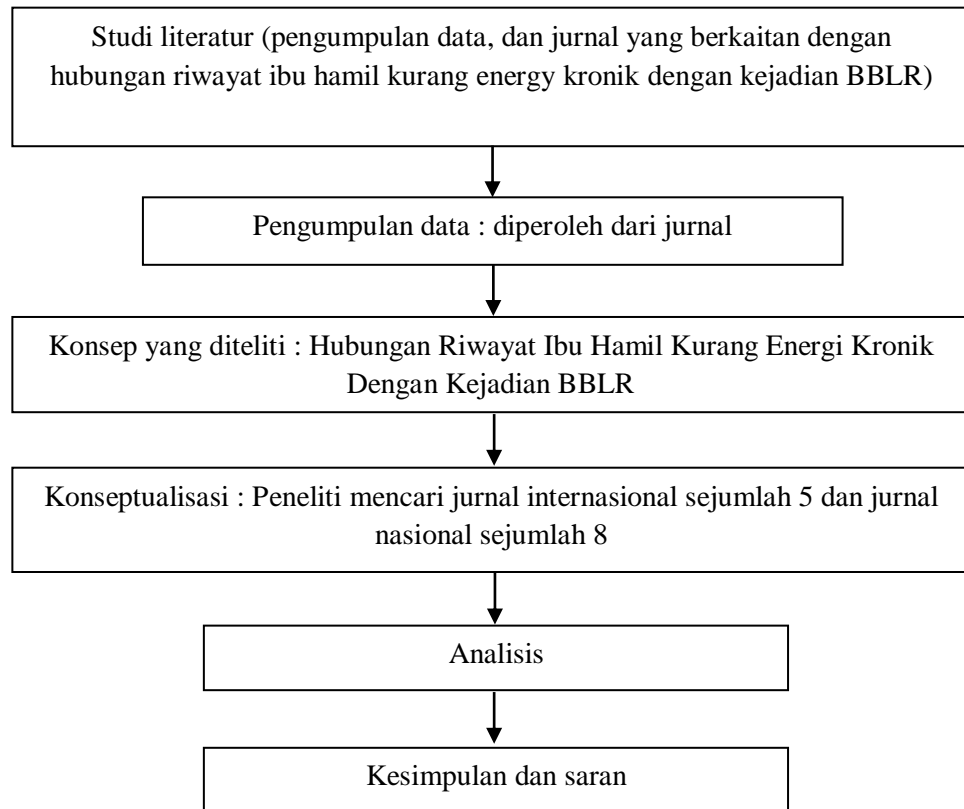 Studi literatur (pengumpulan data, dan jurnal yang berkaitan dengan
hubungan riwayat ibu hamil kurang energy kronik dengan kejadian BBLR)
Pengumpulan data : diperoleh dari jurnal
Konsep yang diteliti : Hubungan Riwayat Ibu Hamil Kurang Energi Kronik
Dengan Kejadian BBLR
Konseptualisasi : Peneliti mencari jurnal internasional sejumlah 5 dan jurnal
nasional sejumlah 8
Analisis
Kesimpulan dan saran